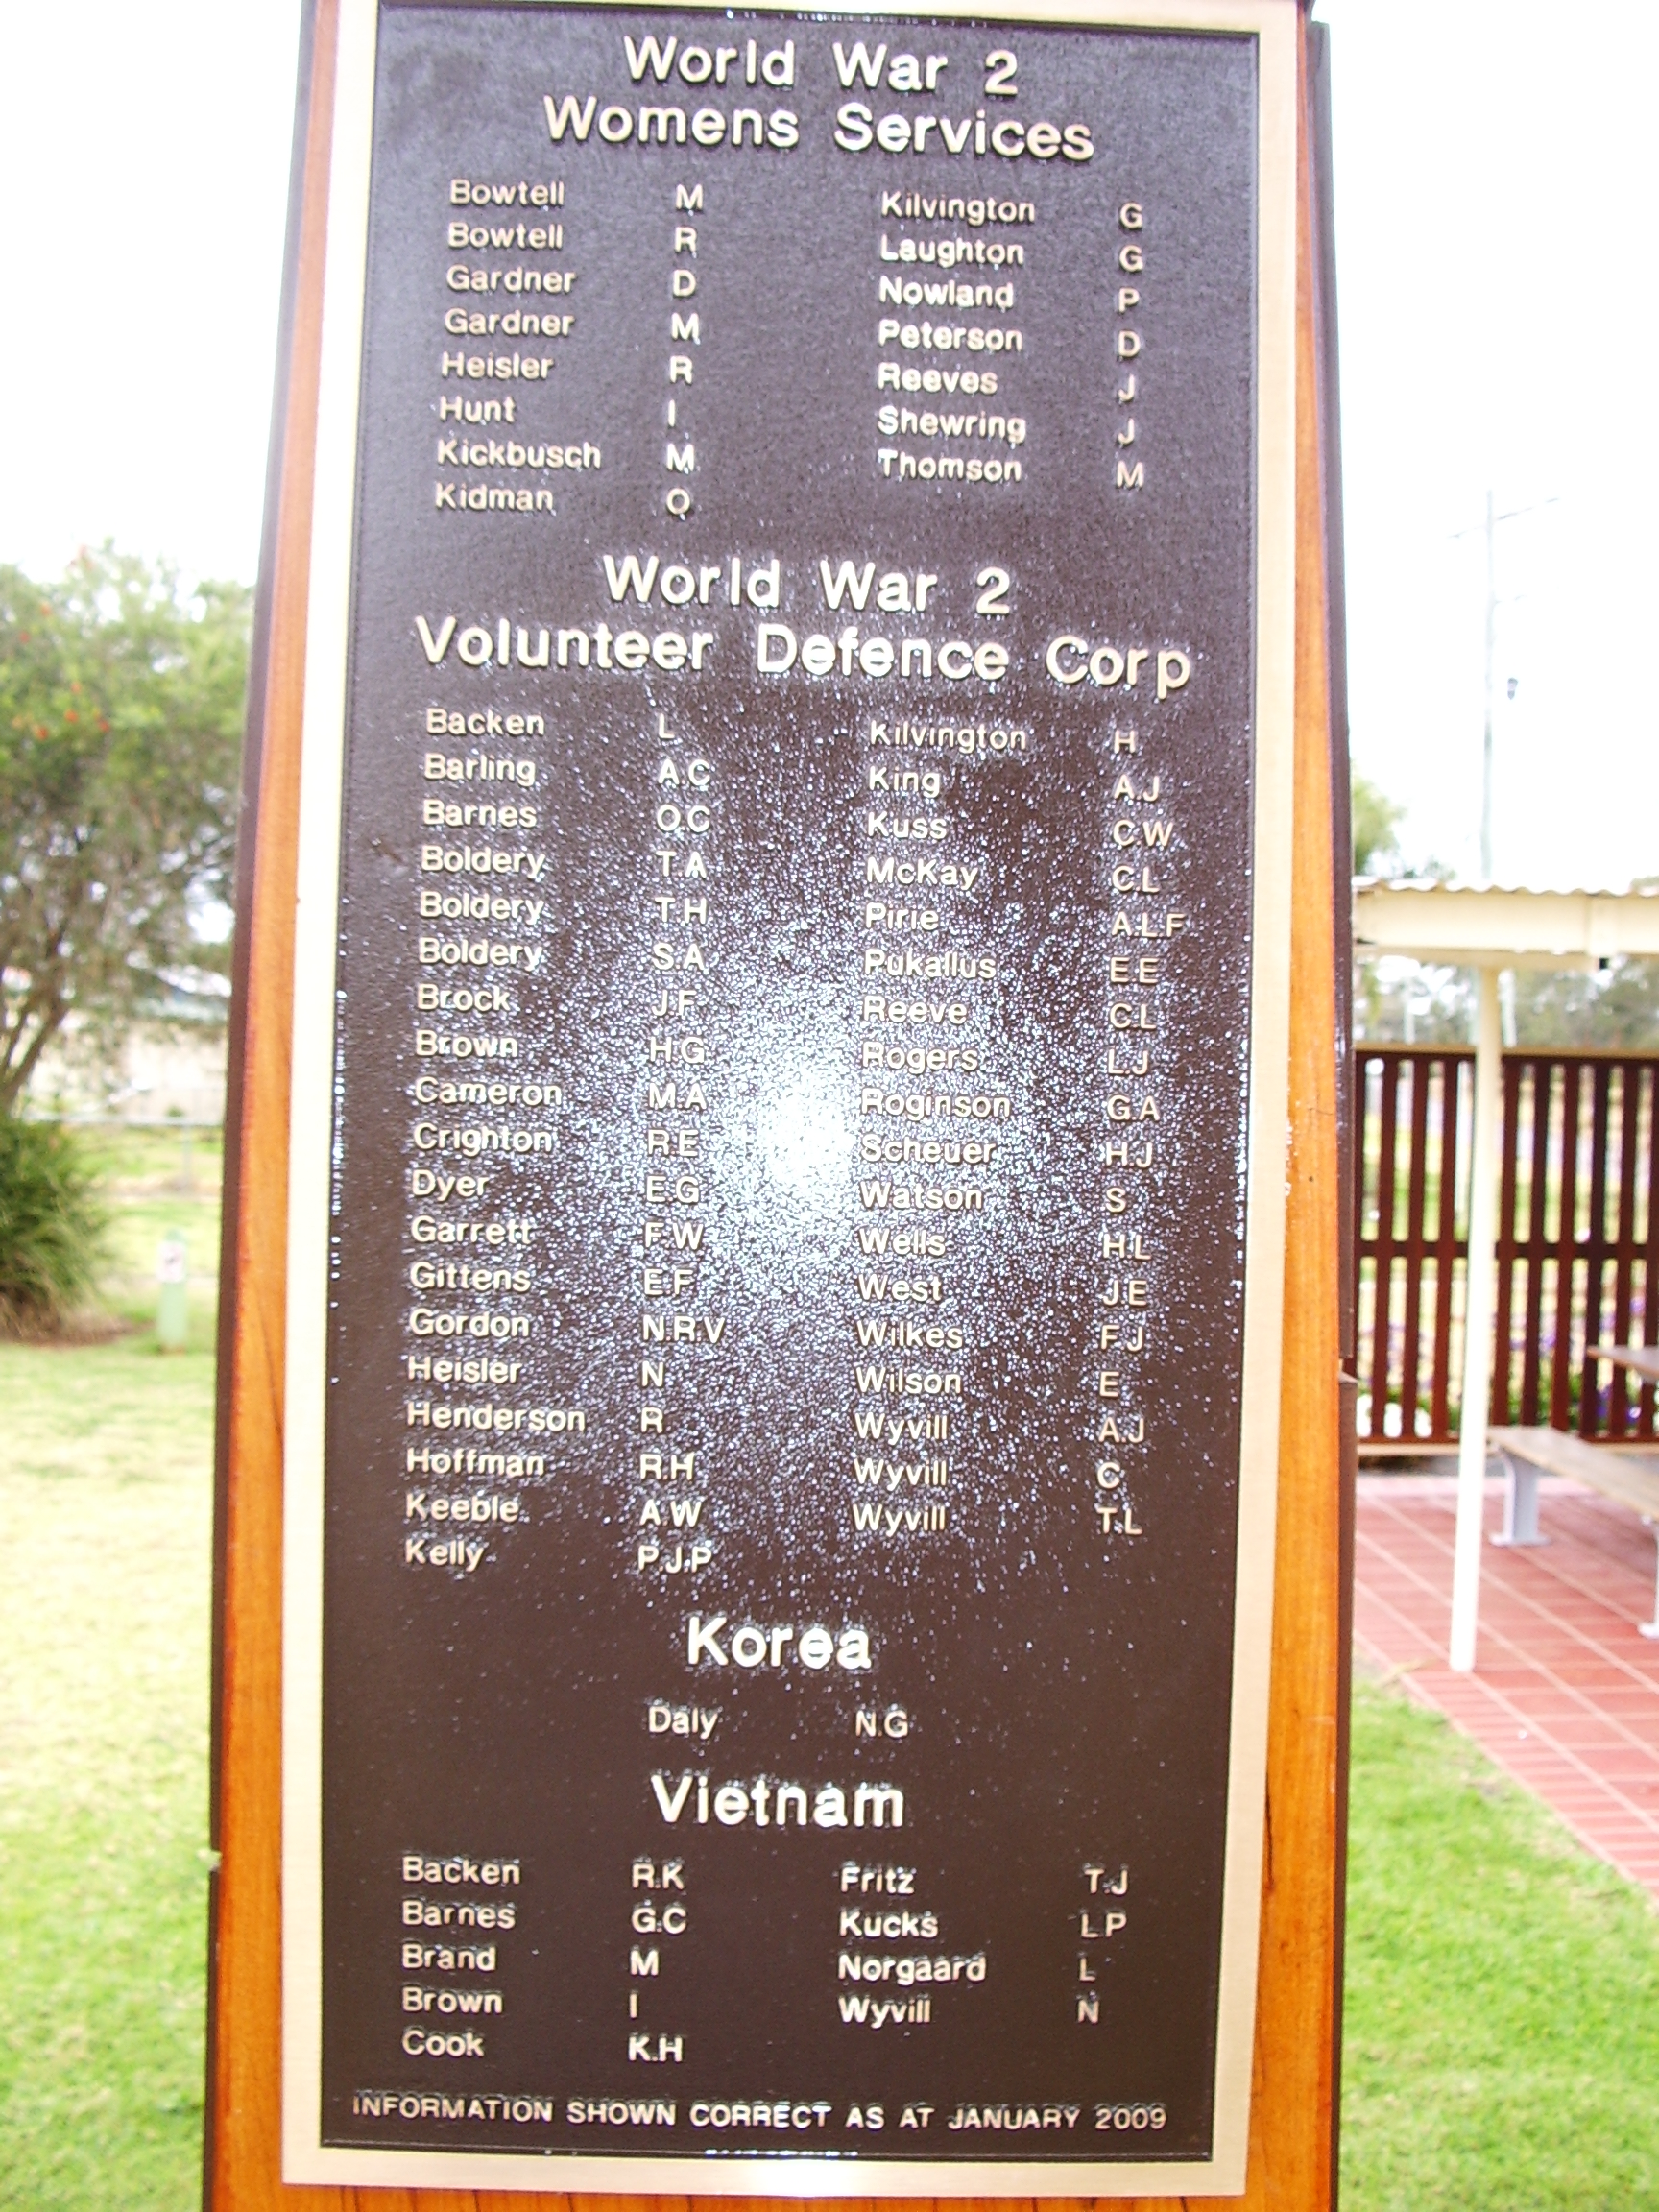 World War 2
Womens Services
Bowtell M Kilvington G
Bowtell R Laughton G
Gardner D Nowland P
Gardner M Peterson D
Heisler R Reeves J
Hunt I Shewring J
Kickbusch M Thomson M
Kidman O
World War 2
Volunteer Defence Corp
Backen L Kilvington H
Barling A.C King A.J
Barnes O.C Kuss C.W
Boldery T.A McKay C.L
Boldery T.H Pirie A.L.F
Boldery S.A Pukallus E.E
Brock J.F Reeve C.L
Brown H.G Rogers L.J
Cameron M.A Roginson G.A
Crighton R.E Scheuer H.J
Dyer E.G Watson S
Garrett F.W Wells H.L
Gittens E.F West J.E
Gordon N.R.V Wilkes F.J
Heisler N Wilson E
Henderson R Wyvill A.J
Hoffman R.H Wyvill C
Keeble A.W Wyvill T.L
Kelly P.J.P
Korea
Daly N.G
Vietnam
Backen R.K Fritz T.J
Barnes G.C Kucks L.P
Brand M Norgaard L
Brown I Wyvill N
Cook K.H
INFORMATION SHOWN CORRECT AS AT JANUARY 2009